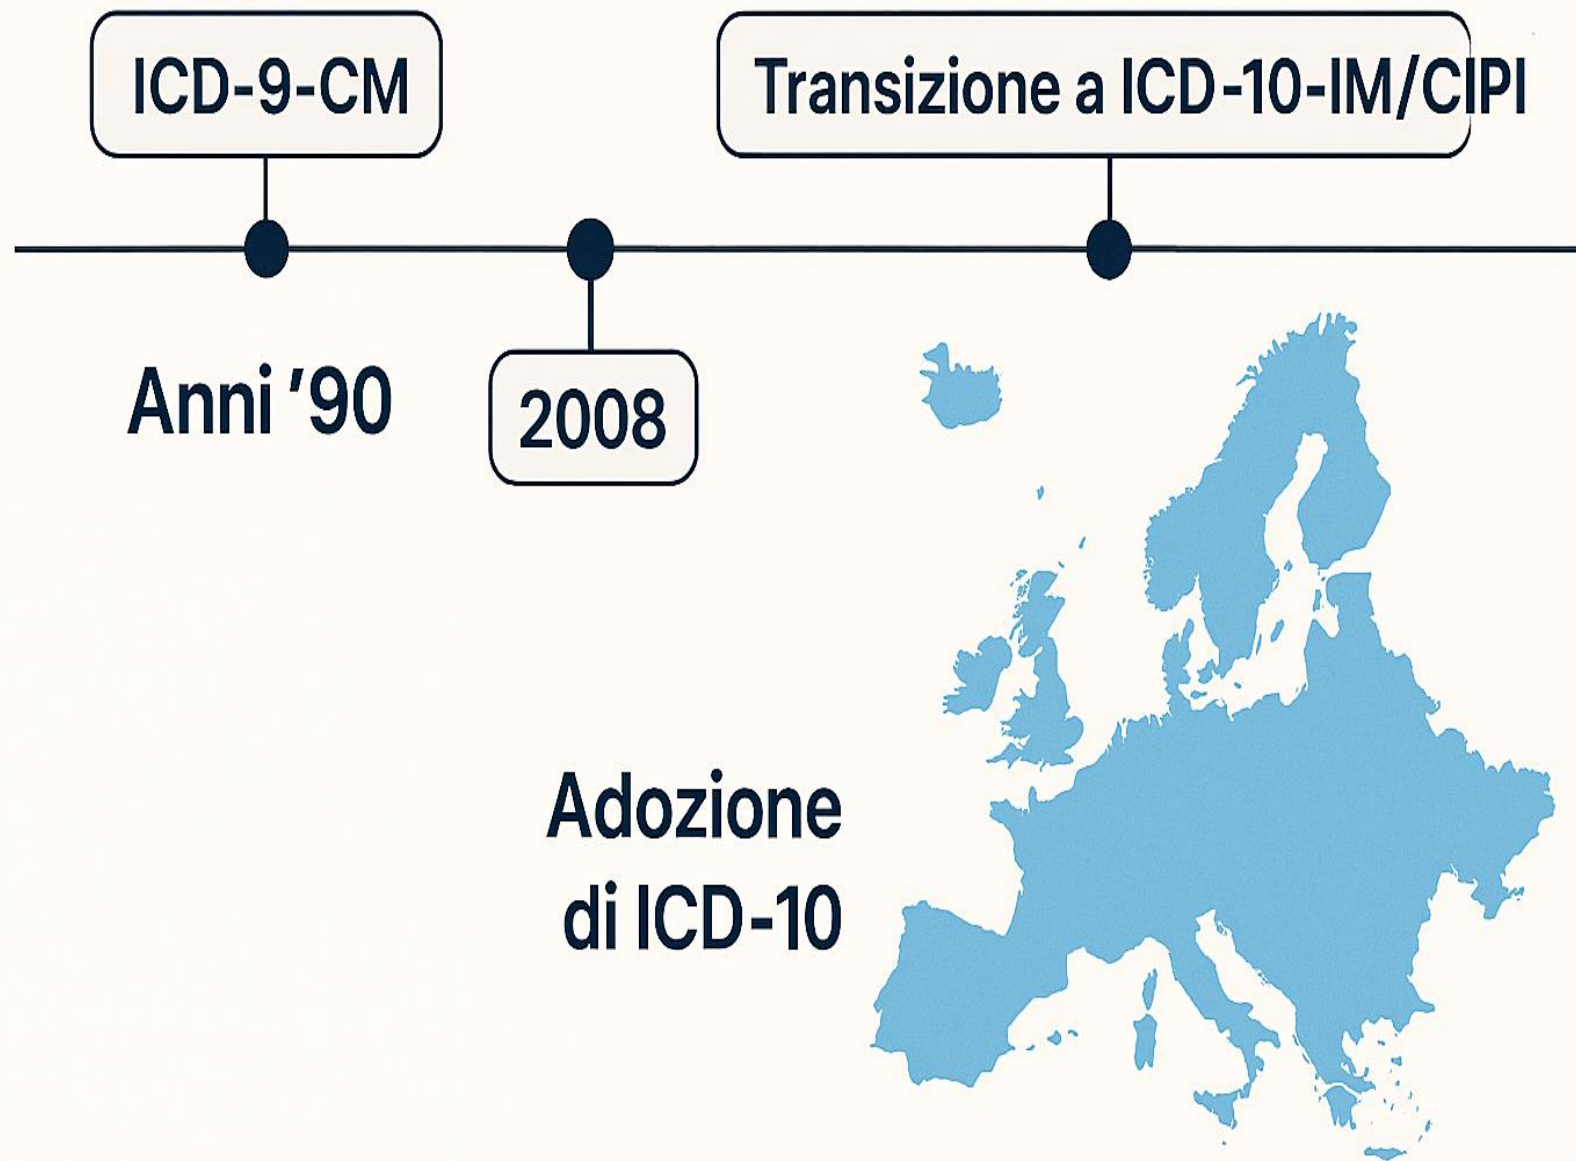 ICD-9-CM
Transizione a ICD-10-IM/CIPI
Anni '90
2008
Adozione
di ICD-10